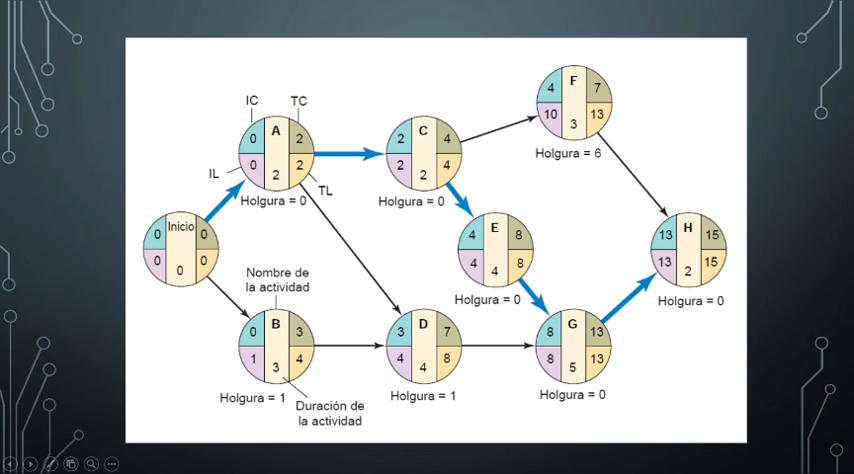 F
4
7
10
13
3
Holgura = 6
IC
TC
A
0
2
0
2
2
IL
TL
Holgura = 0
C
2
4
2
4
2
Holgura = 0
Inicio
0
0
0
0
0
E
4
8
4
8
4
Holgura = 0
H
13
15
13
15
2
Holgura = 0
Nombre de
la actividad
B
0
3
1
4
3
Holgura = 1
Duración de
la actividad
D
3
7
4
8
4
Holgura = 1
G
8
13
8
13
5
Holgura = 0